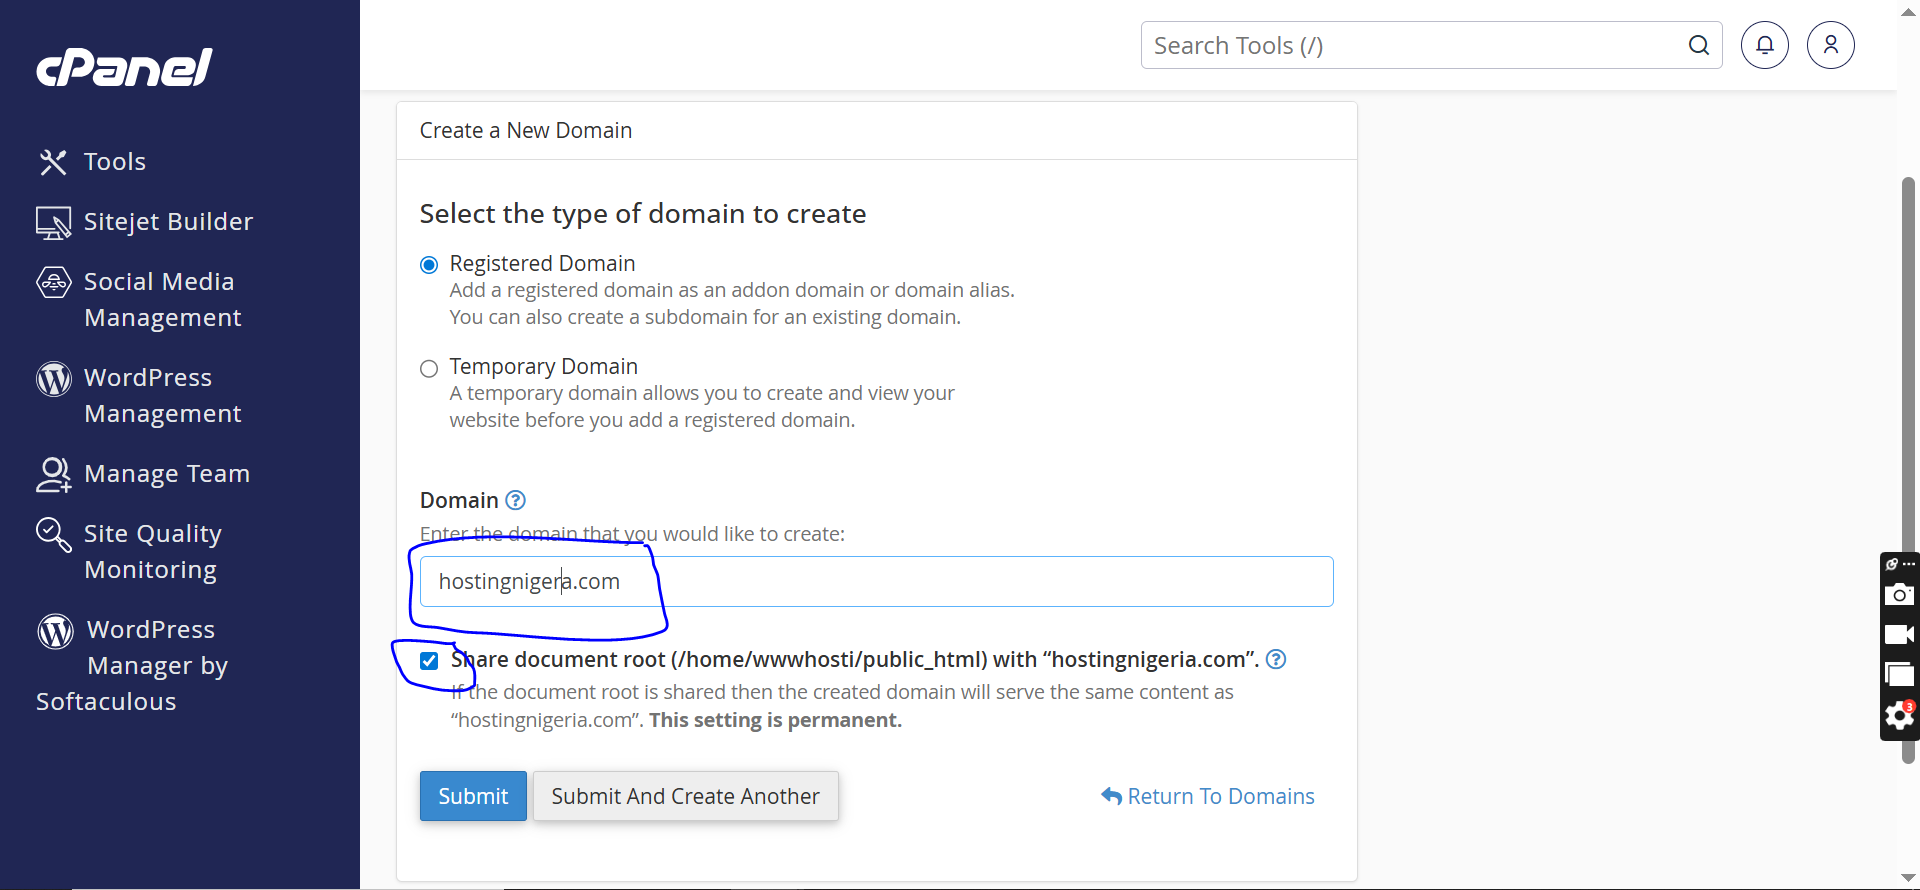 cPanel
Search Tools (/)
Tools
Sitejet Builder
Social Media
Management
WordPress
Management
Manage Team
Site Quality
Monitoring
WordPress
Manager by
Softaculous
Create a New Domain
Select the type of domain to create
Registered Domain
Add a registered domain as an addon domain or domain alias.
You can also create a subdomain for an existing domain.
Temporary Domain
A temporary domain allows you to create and view your
website before you add a registered domain.
Domain ?
Enter the domain that you would like to create:
hostingnigera.com
Share document root (/home/wwwhosti/public_html) with “hostingnigeria.com”. ?
If the document root is shared then the created domain will serve the same content as
“hostingnigeria.com”. This setting is permanent.
Submit
Submit And Create Another
Return To Domains
3